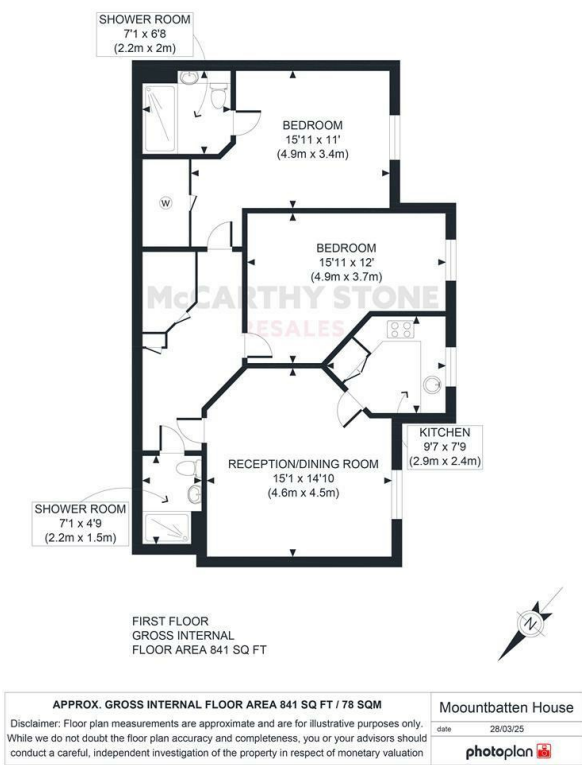 SHOWER ROOM
7'1 x 6'8
(2.2m x 2m)
BEDROOM
15'11 x 11'
(4.9m x 3.4m)
W
BEDROOM
15'11 x 12'
(4.9m x 3.7m)
McCARTHY STONE
RESALES
KITCHEN
9'7 x 7'9
(2.9m x 2.4m)
RECEPTION/DINING ROOM
15'1 x 14'10
(4.6m x 4.5m)
SHOWER ROOM
7'1 x 4'9
(2.2m x 1.5m)
FIRST FLOOR
GROSS INTERNAL
FLOOR AREA 841 SQ FT
N
APPROX. GROSS INTERNAL FLOOR AREA 841 SQ FT / 78 SQM
Disclaimer: Floor plan measurements are approximate and are for illustrative purposes only.
While we do not doubt the floor plan accuracy and completeness, you or your advisors should
conduct a careful, independent investigation of the property in respect of monetary valuation
Moountbatten House
date 28/03/25
photoplan